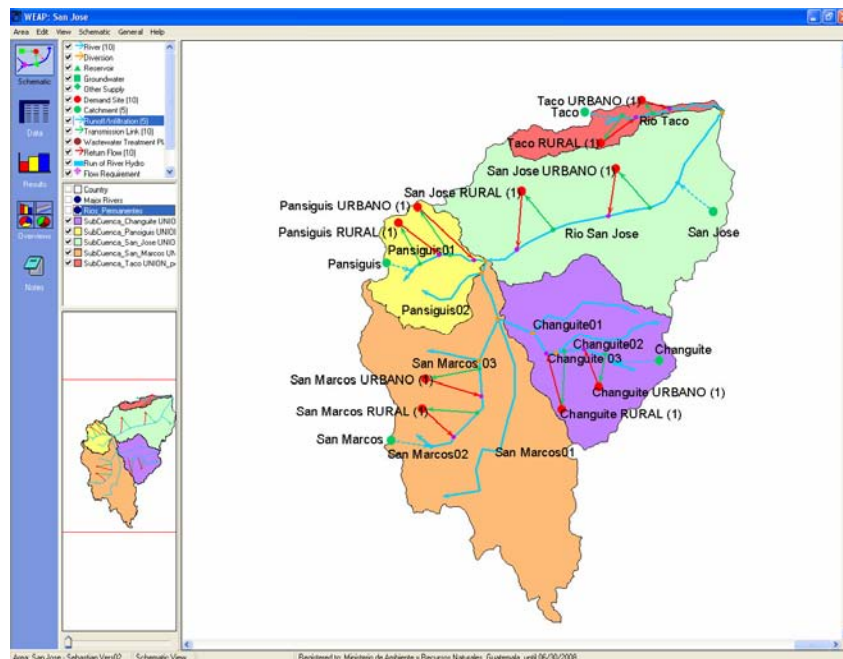 WEAP: San Jose
Area Edit View Schematic General Help
Schematic
Data
Results
Overviews
Notes
River (10)
Diversion
Reservoir
Groundwater
Other Supply
Demand Site (10)
Catchment (5)
Runoff/Infiltration (5)
Transmission Link (10)
Wastewater Treatment Pl
Return Flow (10)
Run of River Hydro
Flow Requirement
Country
Major Rivers
Rios_Permanentes
SubCuenca_Changuite UNIO
SubCuenca_Pansiguis UNION
SubCuenca_San_Jose UNIO
SubCuenca_San_Marcos UN
SubCuenca_Taco UNION_p
Taco URBANO (1)
Taco
Rio Taco
Taco RURAL (1)
San Jose URBANO (1)
San Jose RURAL (1)
Pansiguis URBANO (1)
Pansiguis RURAL (1)
Rio San Jose
San Jose
Pansiguis01
Pansiguis
Pansiguis02
Changuite01
Changuite02
Changuite
Changuite 03
San Marcos 03
San Marcos URBANO (1)
Changuite URBANO (1)
San Marcos RURAL (1)
Changuite RURAL (1)
San Marcos
San Marcos02
San Marcos01
Area: San Jose - Sebastian Vers02 Schematic View Registered to: Ministerio de Ambiente y Recursos Naturales, Guatemala, until 06/30/2008